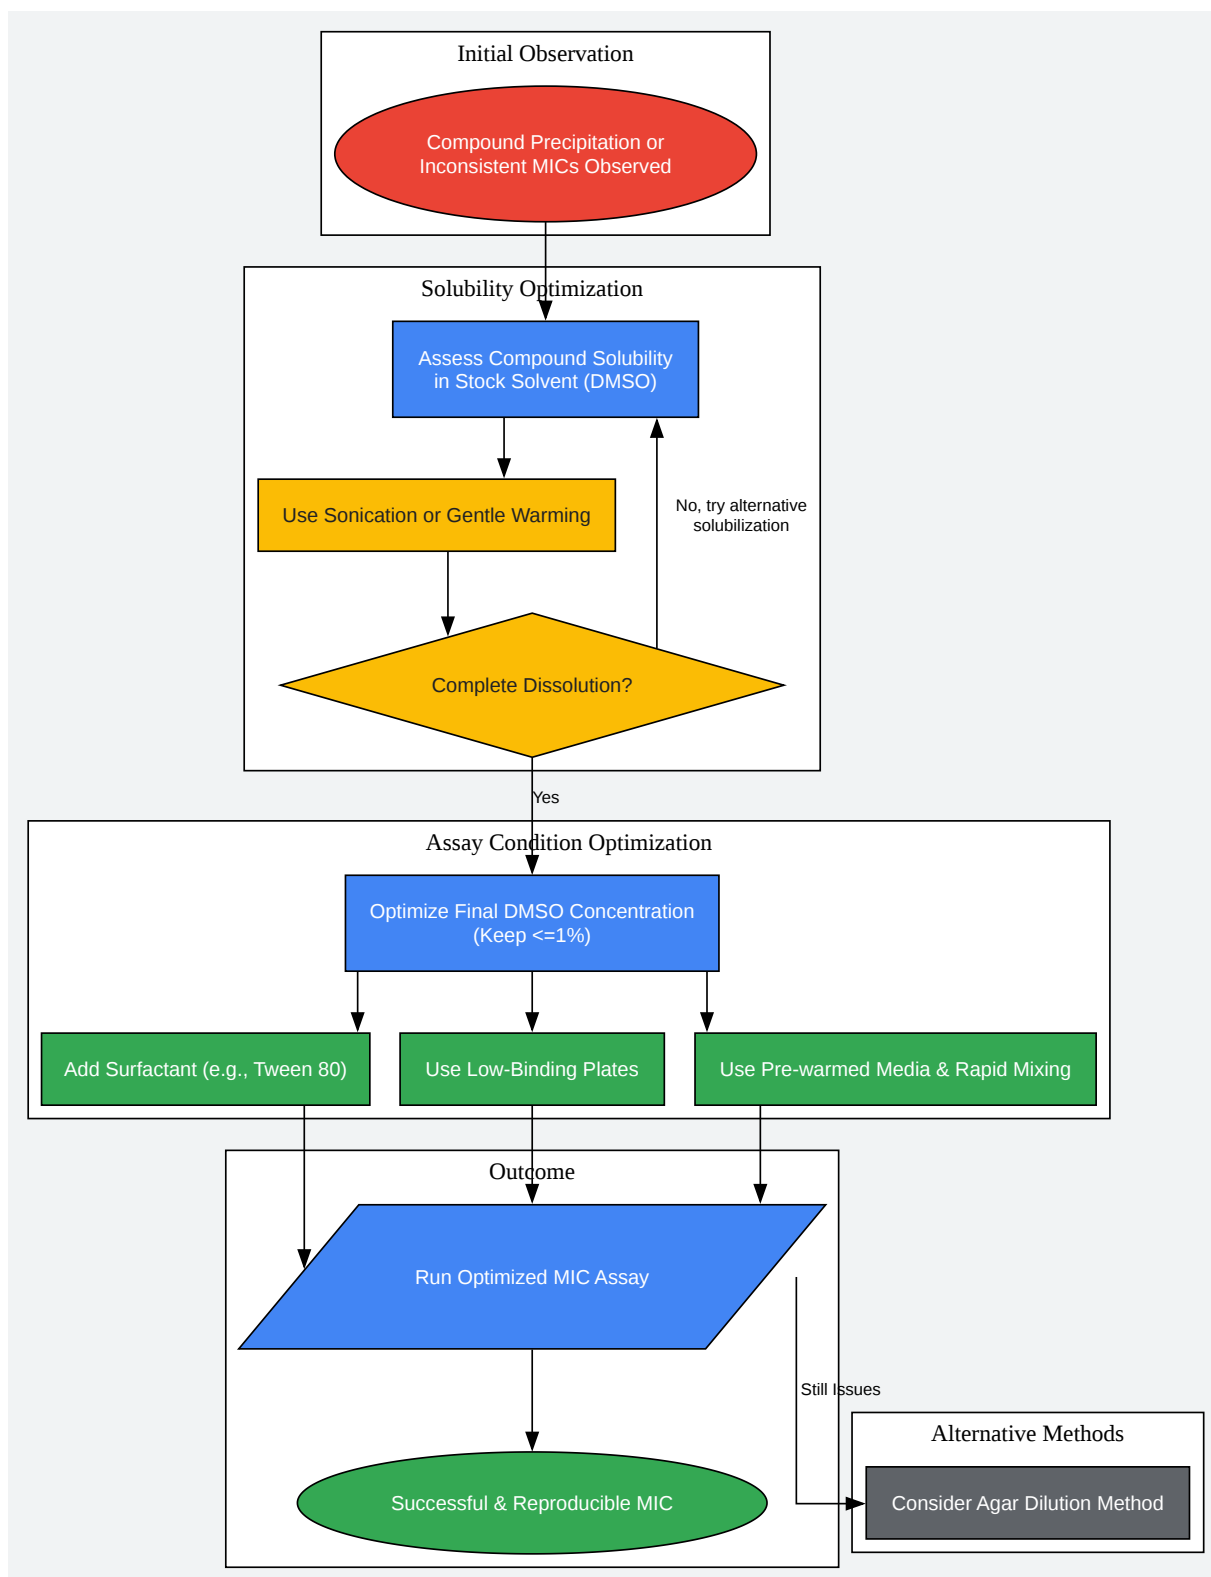 Initial Observation
Compound Precipitation or
Inconsistent MICs Observed
Solubility Optimization
Assess Compound Solubility
in Stock Solvent (DMSO)
Use Sonication or Gentle Warming
No, try alternative
solubilization
Complete Dissolution?
Yes
Assay Condition Optimization
Optimize Final DMSO Concentration
(Keep <=1%)
Add Surfactant (e.g., Tween 80)
Use Low-Binding Plates
Use Pre-warmed Media & Rapid Mixing
Outcome
Run Optimized MIC Assay
Still Issues
Alternative Methods
Successful & Reproducible MIC
Consider Agar Dilution Method